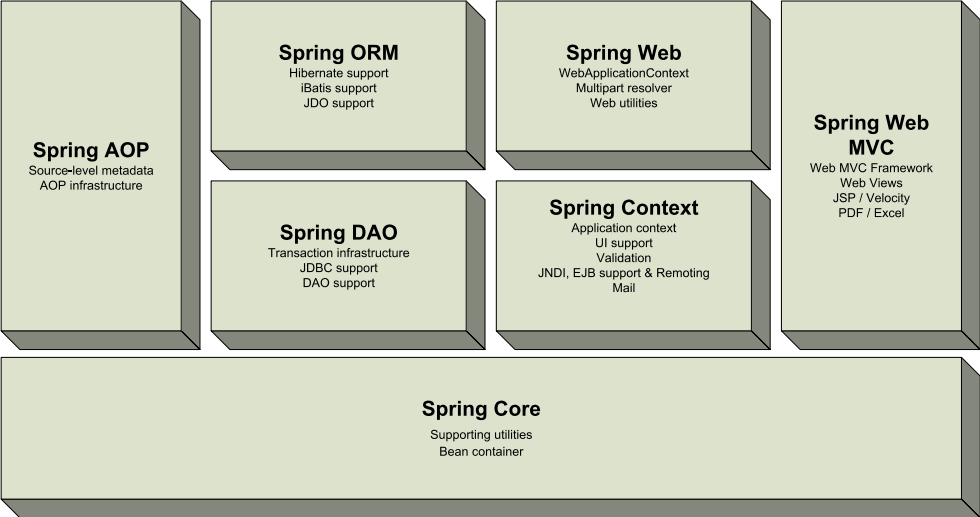 Spring AOP
Source-level metadata
AOP infrastructure
Spring ORM
Hibernate support
iBatis support
JDO support
Spring Web
WebApplicationContext
Multipart resolver
Web utilities
Spring Web
MVC
Web MVC Framework
Web Views
JSP / Velocity
PDF / Excel
Spring DAO
Transaction infrastructure
JDBC support
DAO support
Spring Context
Application context
UI support
Validation
JNDI, EJB support & Remoting
Mail
Spring Core
Supporting utilities
Bean container